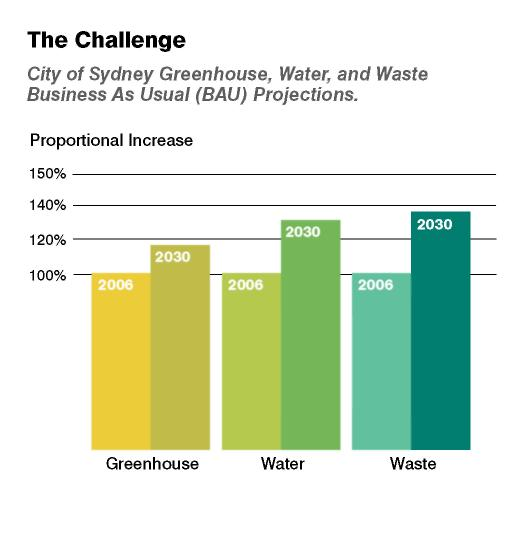 The Challenge
City of Sydney Greenhouse, Water, and Waste
Business As Usual (BAU) Projections.
Proportional Increase
150%
140%
120%
100%
2006
2030
2006
2030
2006
2030
Greenhouse
Water
Waste